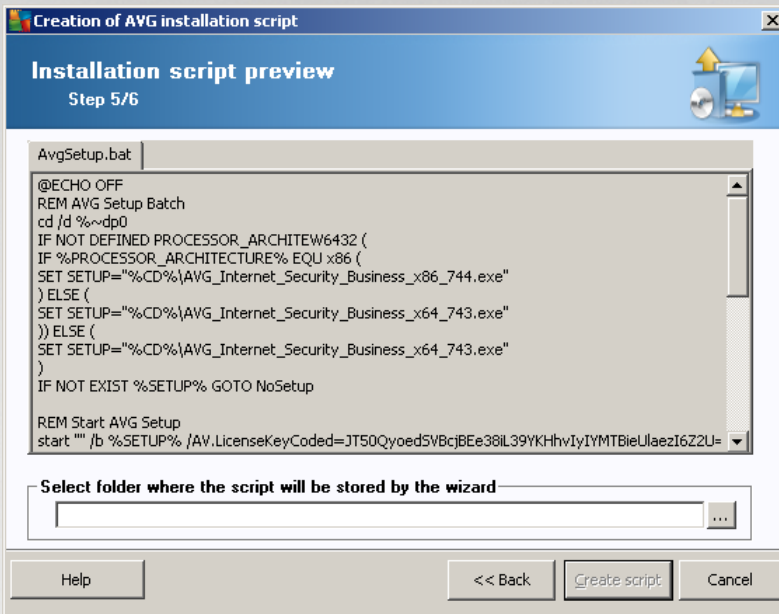 Creation of AVG installation script
Installation script preview
Step 5/6
AvgSetup.bat
@ECHO OFF
REM AVG Setup Batch
cd /d %~dp0
IF NOT DEFINED PROCESSOR_ARCHITEW6432 (
IF %PROCESSOR_ARCHITECTURE% EQU x86 (
SET SETUP="%CD%\AVG_Internet_Security_Business_x86_744.exe"
) ELSE (
SET SETUP="%CD%\AVG_Internet_Security_Business_x64_743.exe"
)) ELSE (
SET SETUP="%CD%\AVG_Internet_Security_Business_x64_743.exe"
)
IF NOT EXIST %SETUP% GOTO NoSetup
REM Start AVG Setup
start "" /b %SETUP% /AV.LicenseKeyCoded=JT50QyoedSVBcjBEe38iL39YKHhvIyIYMTBieUlaezI6Z2U=
Select folder where the script will be stored by the wizard
...
Help
<< Back
Create script
Cancel